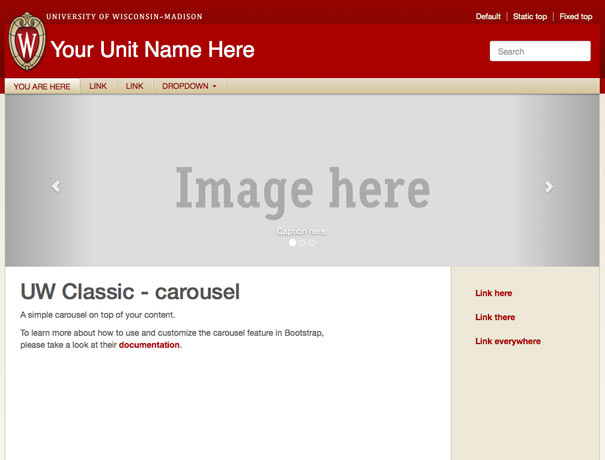 UNIVERSITY OF WISCONSIN–MADISON
Default Static top Fixed top
W
Your Unit Name Here
Search
YOU ARE HERE LINK LINK DROPDOWN
Image here
Caption here.
UW Classic - carousel
A simple carousel on top of your content.
To learn more about how to use and customize the carousel feature in Bootstrap,
please take a look at their documentation.
Link here
Link there
Link everywhere